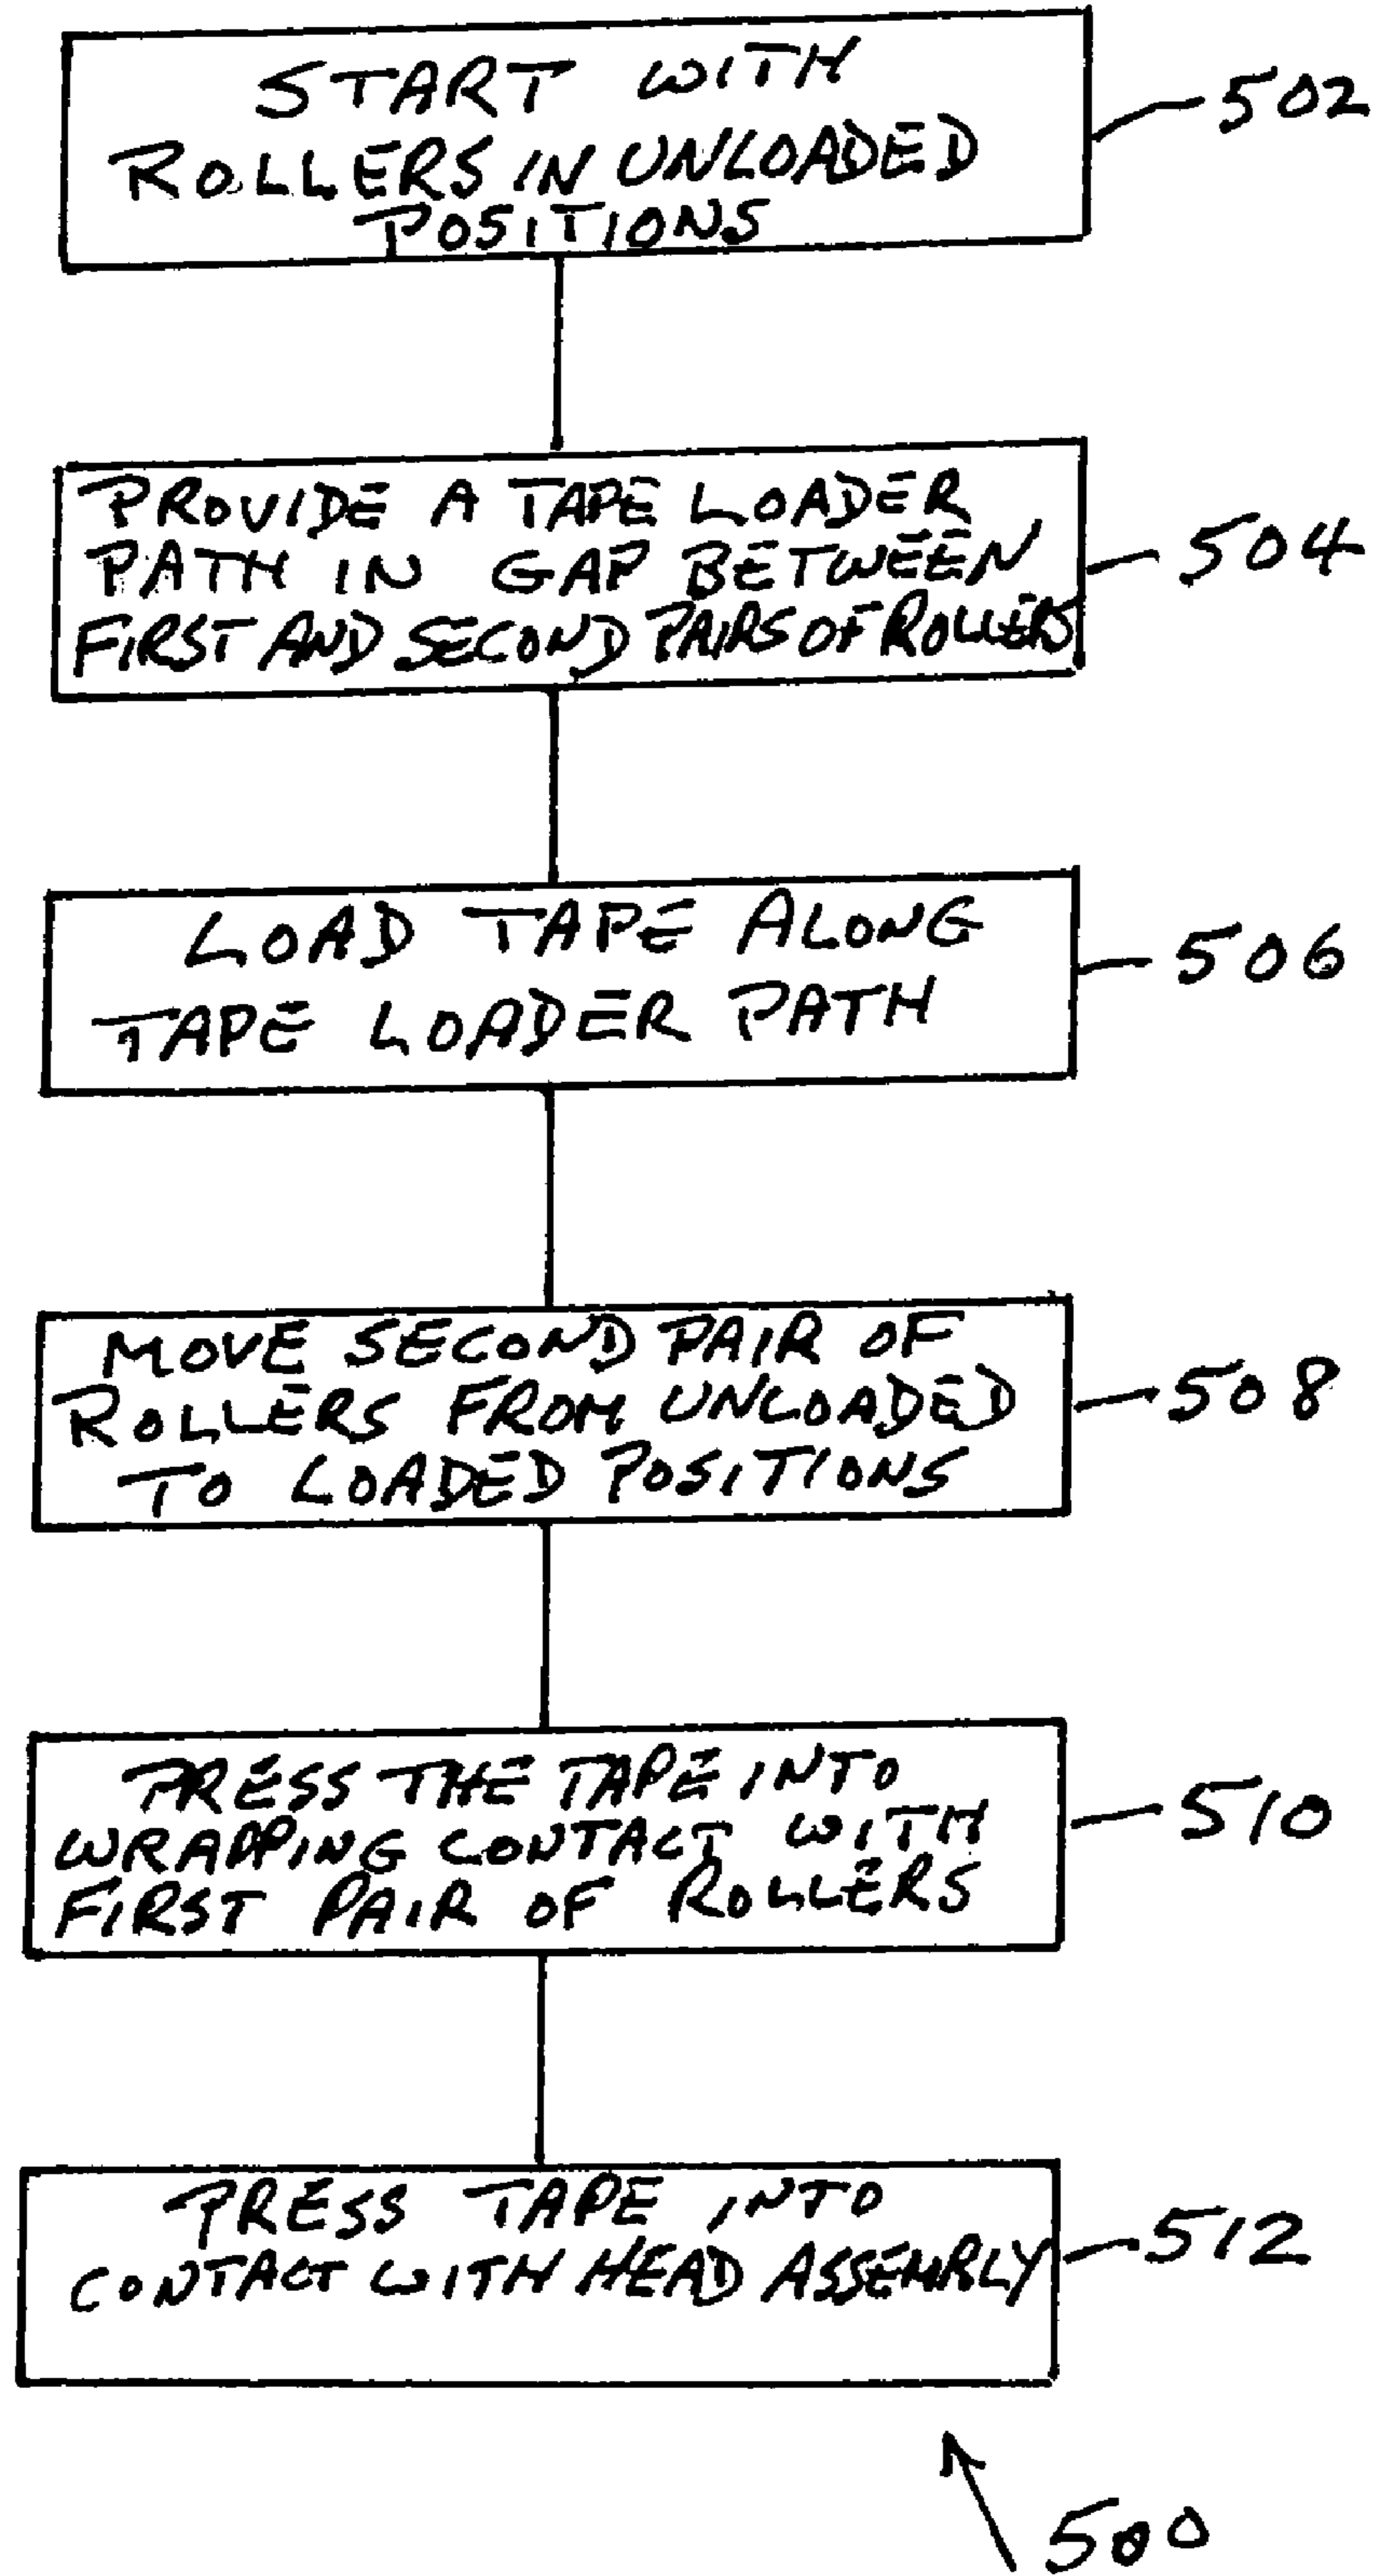 START WITH
ROLLERS IN UNLOADED
POSITIONS
502
PROVIDE A TAPE LOADER
PATH IN GAP BETWEEN
FIRST AND SECOND PAIRS OF ROLLERS
504
LOAD TAPE ALONG
TAPE LOADER PATH
506
MOVE SECOND PAIR OF
ROLLERS FROM UNLOADED
TO LOADED POSITIONS
508
PRESS THE TAPE INTO
WRAPPING CONTACT WITH
FIRST PAIR OF ROLLERS
510
PRESS TAPE INTO
CONTACT WITH HEAD ASSEMBLY
512
500